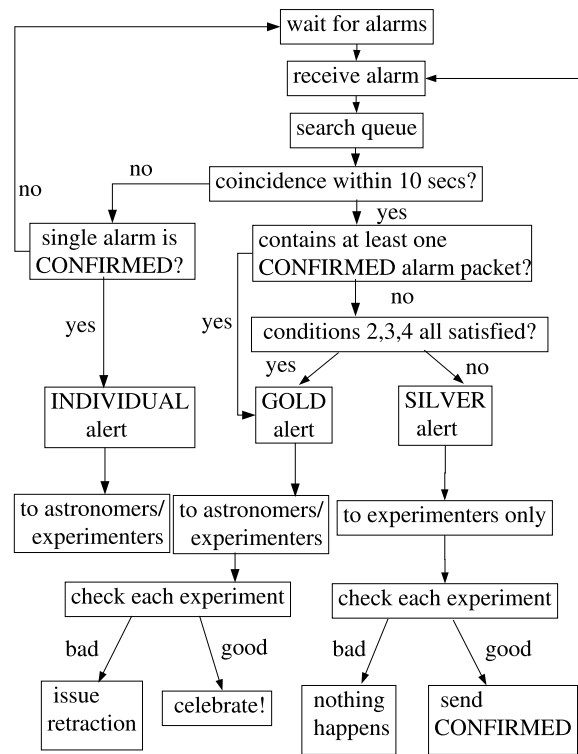 wait for alarms
receive alarm
search queue
no
no
coincidence within 10 secs?
yes
single alarm is
CONFIRMED?
contains at least one
CONFIRMED alarm packet?
no
yes
yes
conditions 2,3,4 all satisfied?
yes
no
INDIVIDUAL
alert
GOLD
alert
SILVER
alert
to astronomers/
experimenters
to astronomers/
experimenters
to experimenters only
check each experiment
check each experiment
bad
good
bad
good
issue
retraction
celebrate!
nothing
happens
send
CONFIRMED